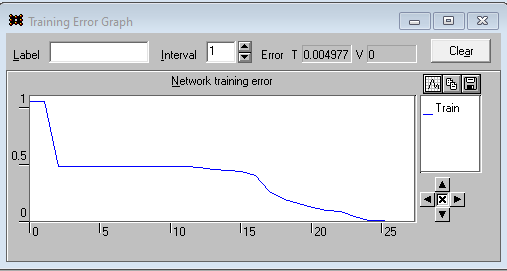 Training Error Graph
Label
Interval 1 Error T 0.004977 V 0
Clear
Network training error
Train
1
0.5
0
0 5 10 15 20 25